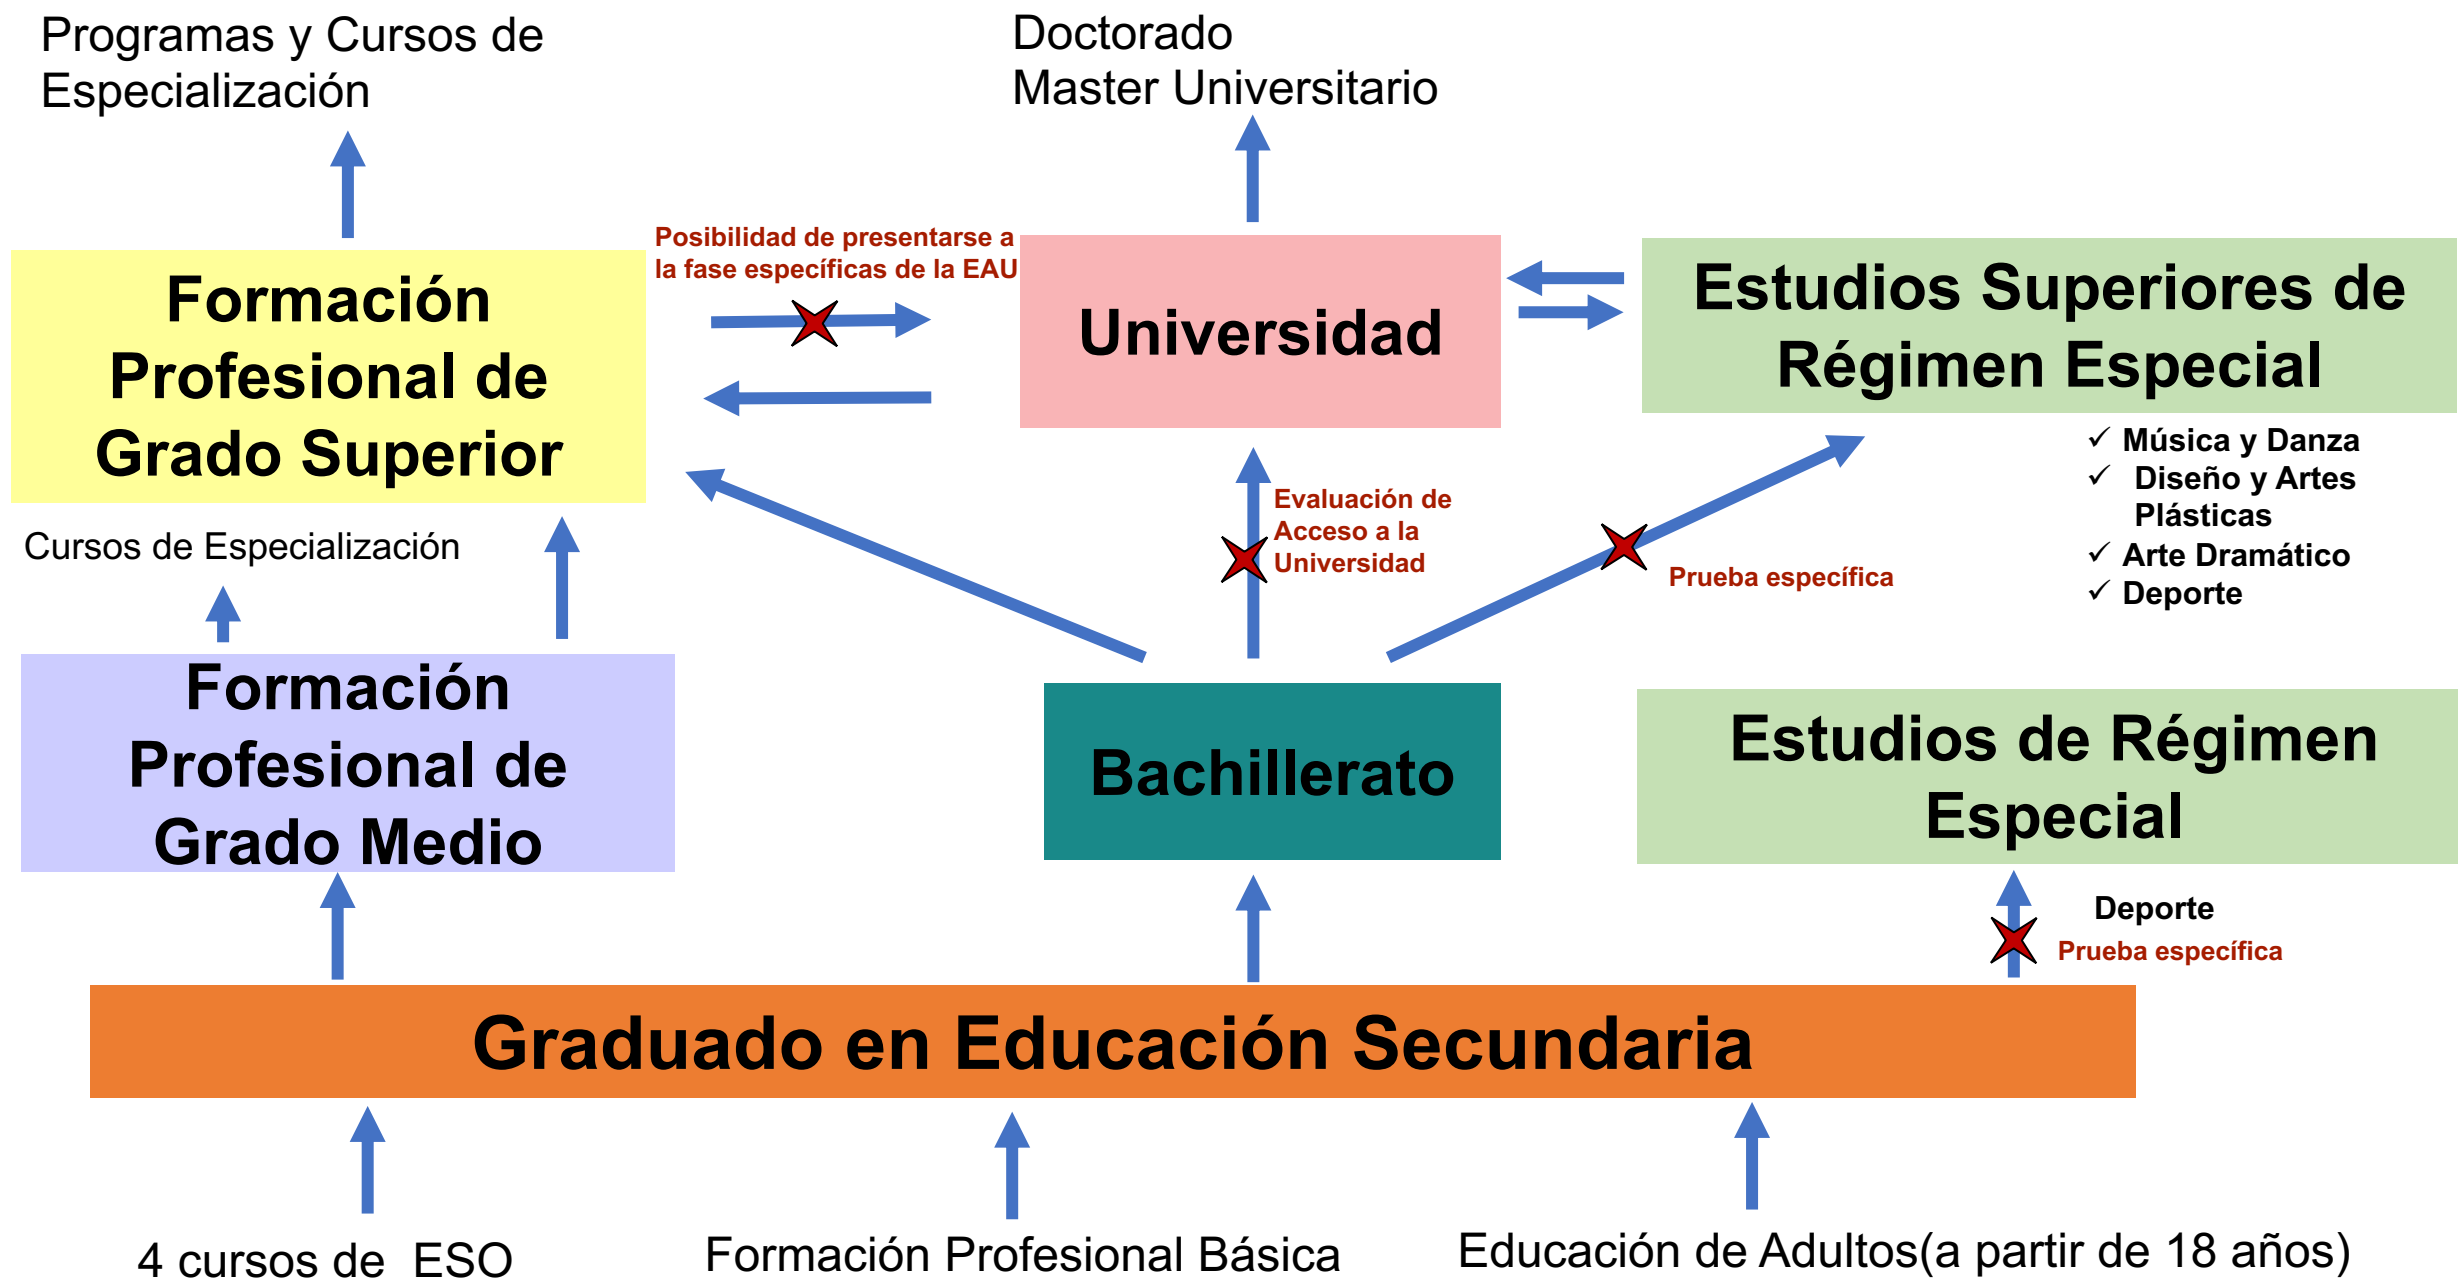 Programas y Cursos de
Especialización
Doctorado
Master Universitario
Posibilidad de presentarse a
la fase específicas de la EAU
Formación
Profesional de
Grado Superior
Universidad
Estudios Superiores de
Régimen Especial
✓ Música y Danza
✓ Diseño y Artes
Plásticas
✓ Arte Dramático
✓ Deporte
Evaluación de
Acceso a la
Universidad
Prueba específica
Cursos de Especialización
Formación
Profesional de
Grado Medio
Bachillerato
Estudios de Régimen
Especial
Deporte
Prueba específica
Graduado en Educación Secundaria
4 cursos de  ESO
Formación Profesional Básica
Educación de Adultos(a partir de 18 años)